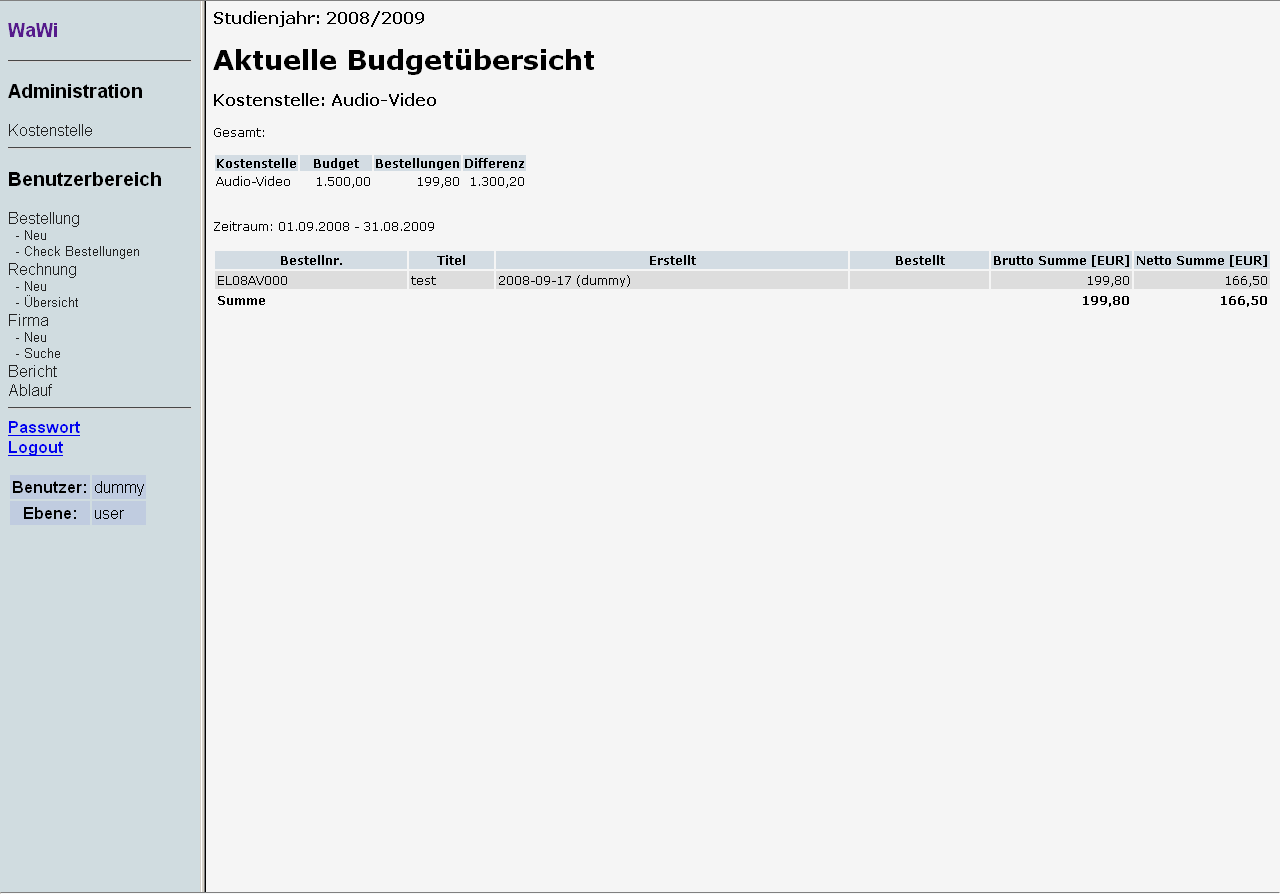 WaWi
Administration
Kostenstelle
Benutzerbereich
Bestellung
- Neu
- Check Bestellungen
Rechnung
- Neu
- Übersicht
Firma
- Neu
- Suche
Bericht
Ablauf
Passwort
Logout
Benutzer: dummy
Ebene: user
Studienjahr: 2008/2009
Aktuelle Budgetübersicht
Kostenstelle: Audio-Video
Gesamt:
Kostenstelle Budget Bestellungen Differenz
Audio-Video 1.500,00 199,80 1.300,20
Zeitraum: 01.09.2008 - 31.08.2009
Bestellnr. Titel Erstellt Bestellt Brutto Summe [EUR] Netto Summe [EUR]
EL08AV000 test 2008-09-17 (dummy) 199,80 166,50
Summe 199,80 166,50